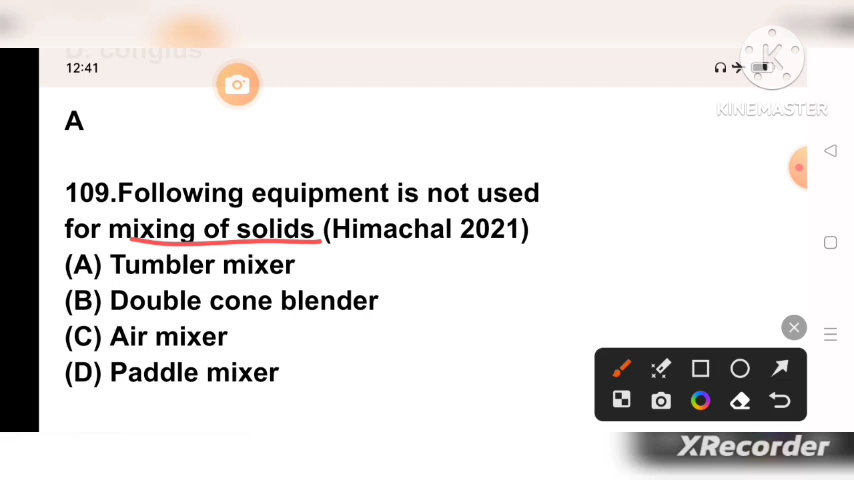 D. congius
12:41
KINEMASTER
A
109.Following equipment is not used
for mixing of solids (Himachal 2021)
(A) Tumbler mixer
(B) Double cone blender
(C) Air mixer
(D) Paddle mixer
XRecorder